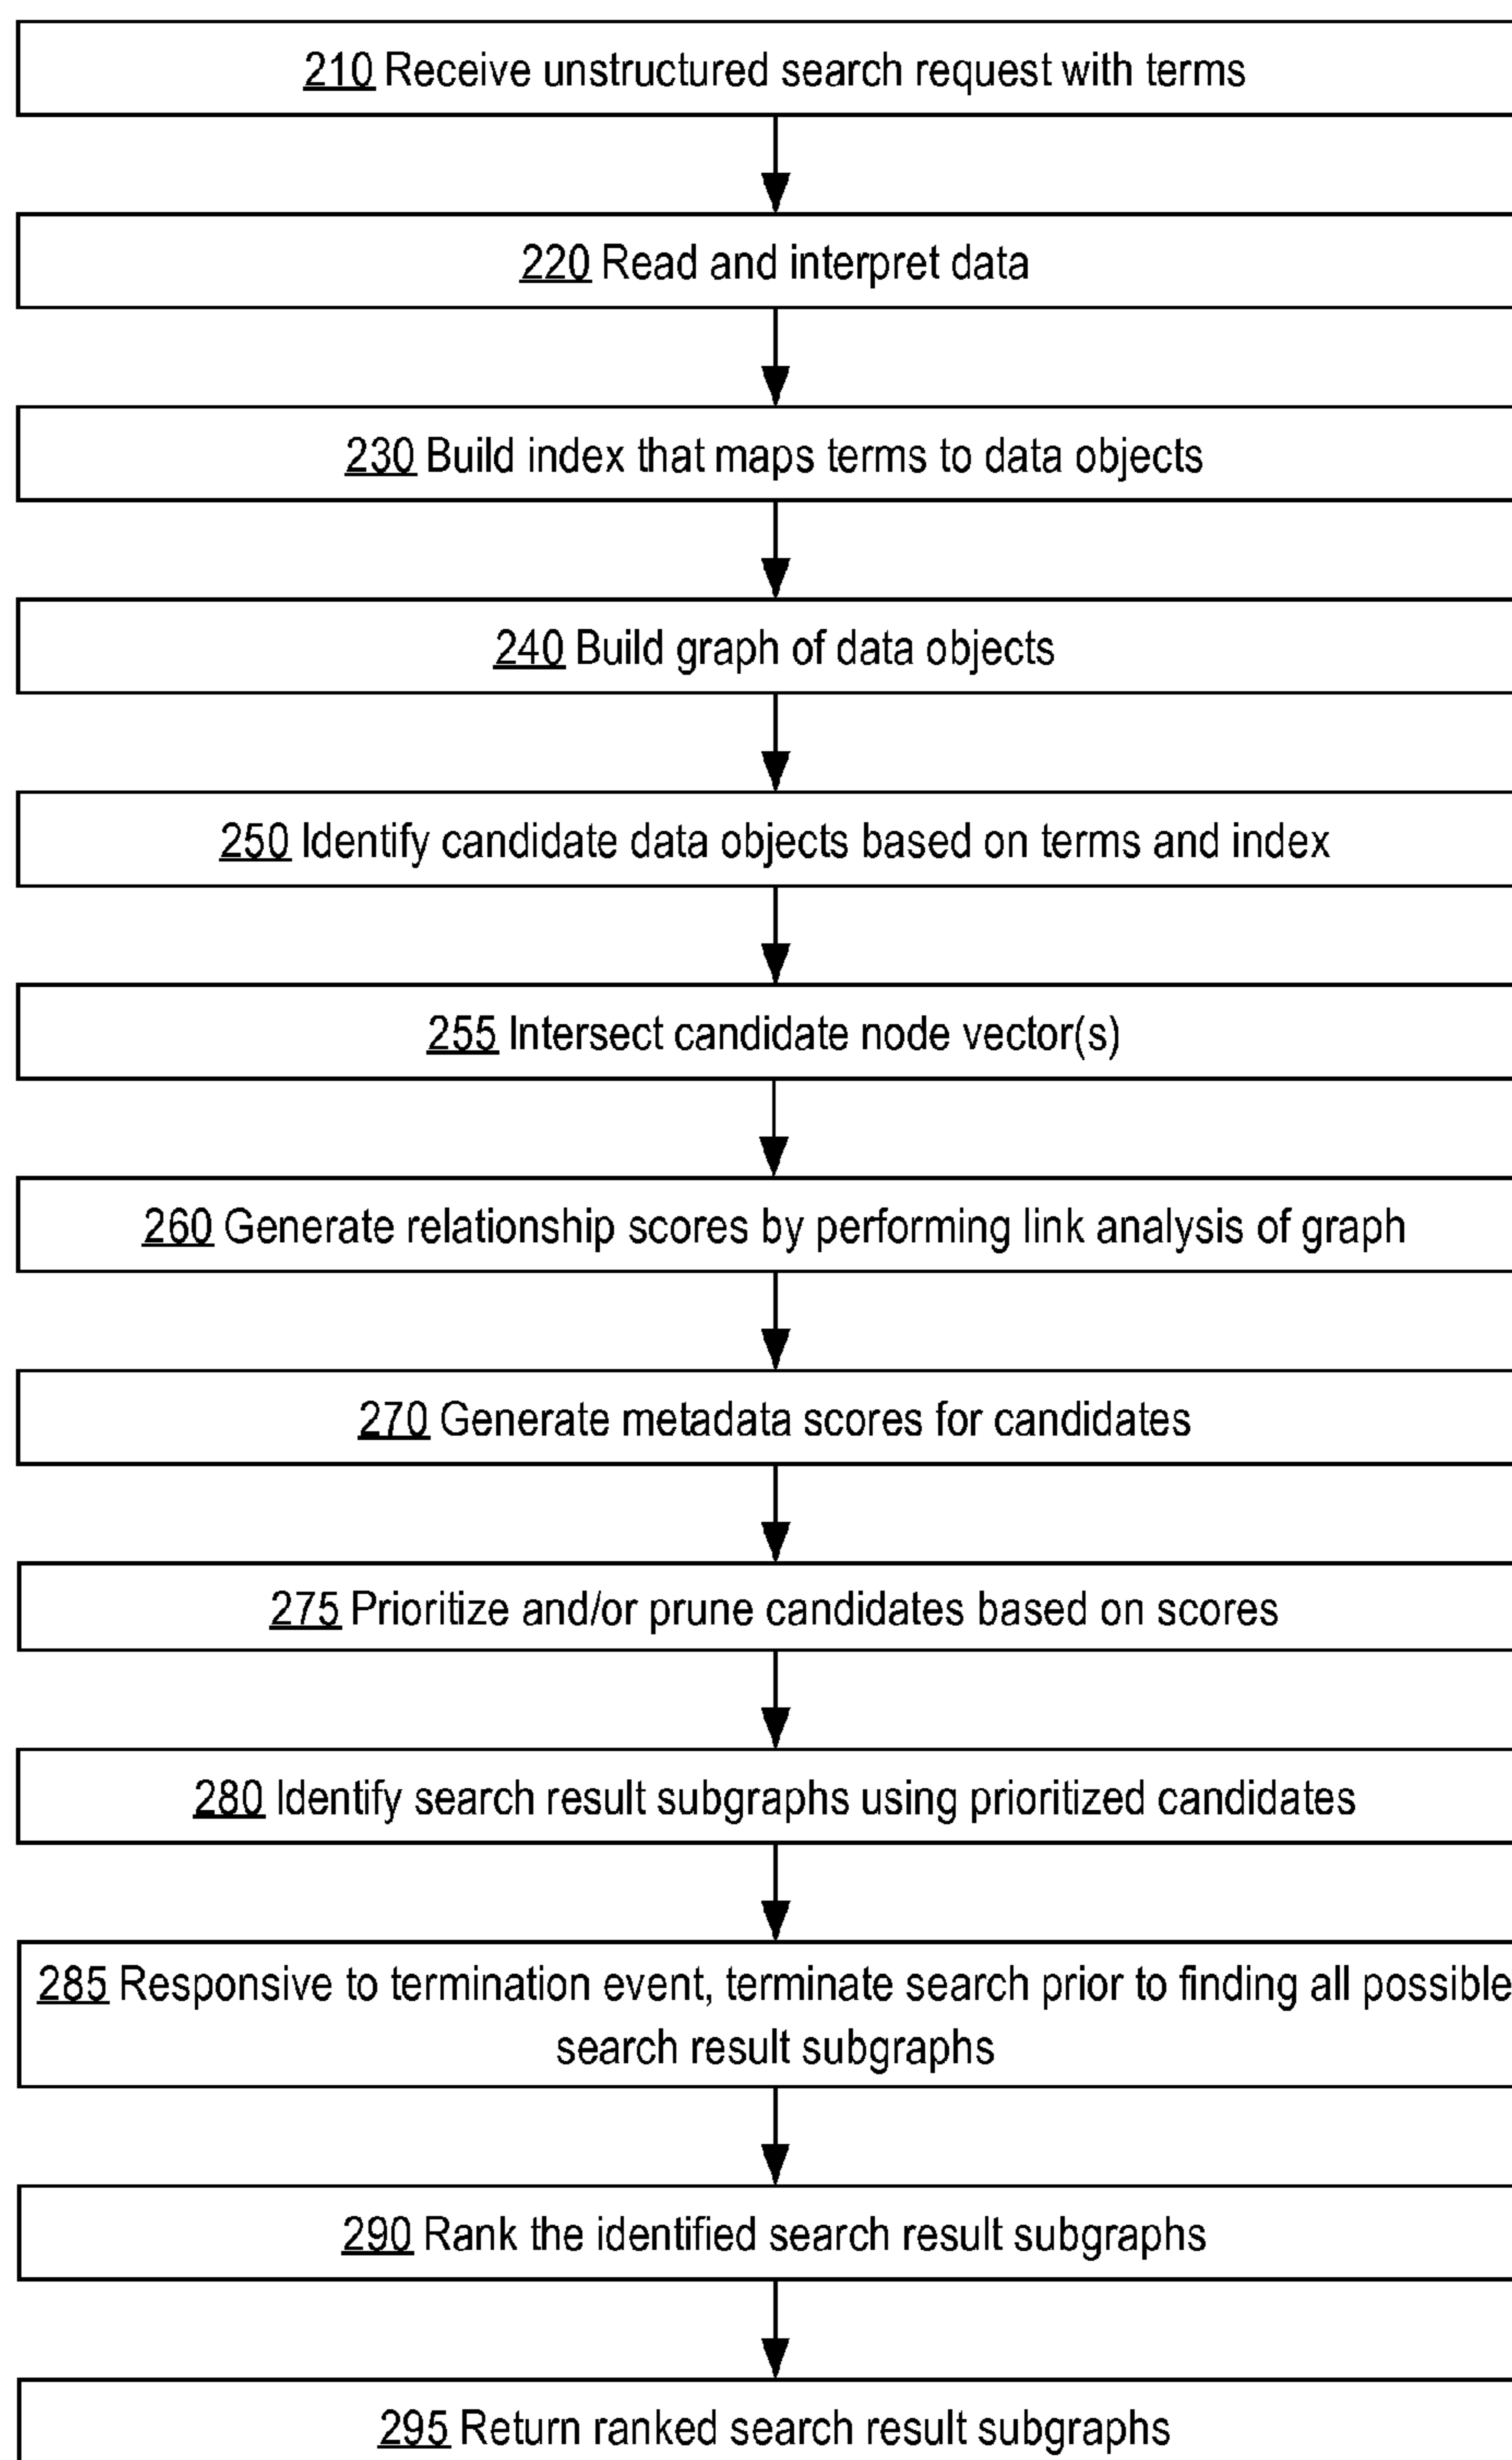 210 Receive unstructured search request with terms
220 Read and interpret data
230 Build index that maps terms to data objects
240 Build graph of data objects
250 Identify candidate data objects based on terms and index
255 Intersect candidate node vector(s)
260 Generate relationship scores by performing link analysis of graph
270 Generate metadata scores for candidates
275 Prioritize and/or prune candidates based on scores
280 Identify search result subgraphs using prioritized candidates
285 Responsive to termination event, terminate search prior to finding all possible
search result subgraphs
290 Rank the identified search result subgraphs
295 Return ranked search result subgraphs